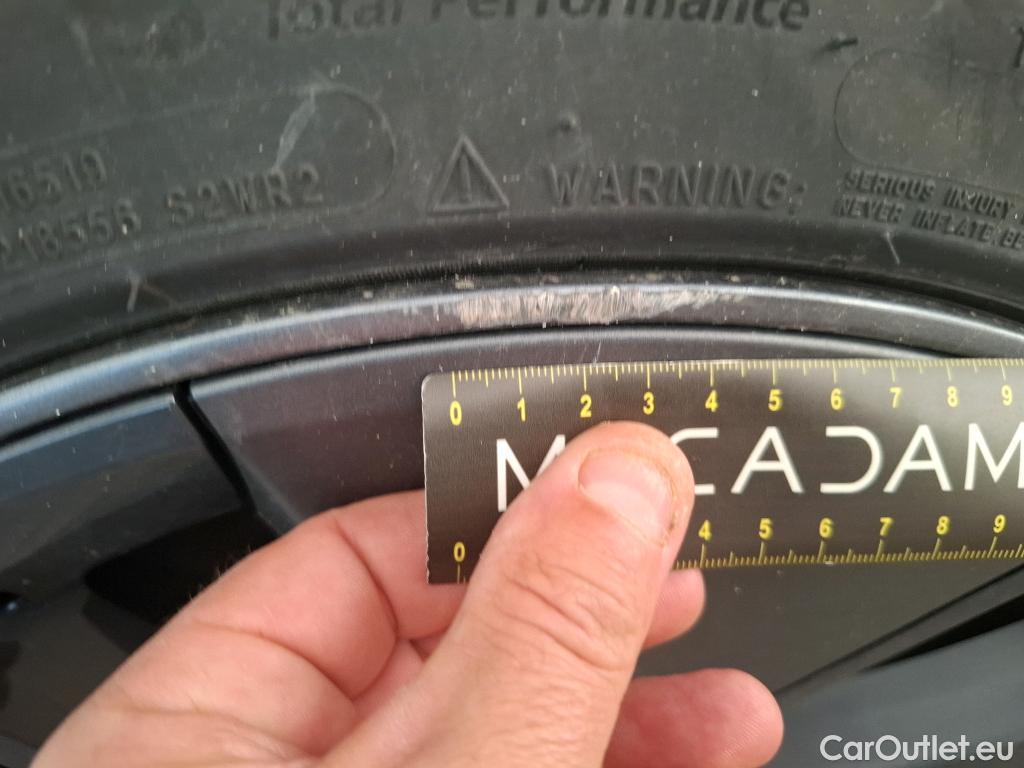 Total Performance
16519
218556 S2WR2
WARNING:
SERIOUS INJURY
NEVER INFLATE BE
0 1 2 3 4 5 6 7 8 9
M CADAM
0 4 5 6 7 8 9
CarOutlet.eu